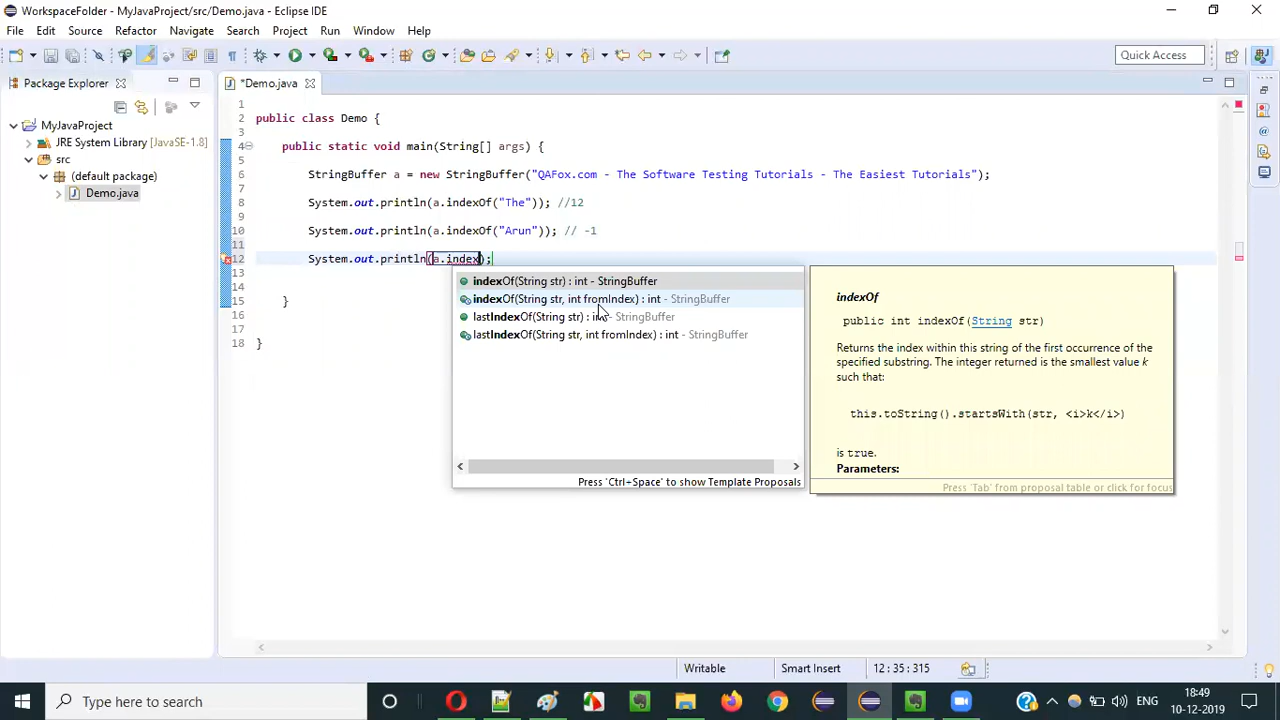 WorkspaceFolder - MyJavaProject/src/Demo.java - Eclipse IDE
File Edit Source Refactor Navigate Search Project Run Window Help
Quick Access
Package Explorer
*Demo.java
MyJavaProject
JRE System Library [JavaSE-1.8]
src
(default package)
Demo.java
1
2 public class Demo {
3
4 public static void main(String[] args) {
5
6 StringBuffer a = new StringBuffer("QAFox.com - The Software Testing Tutorials - The Easiest Tutorials");
7
8 System.out.println(a.indexOf("The")); //12
9
10 System.out.println(a.indexOf("Arun")); // -1
11
12 System.out.println(a.index);
13
14
15 }
16
17
18 }
indexOf(String str) : int - StringBuffer
indexOf(String str, int fromIndex) : int - StringBuffer
lastIndexOf(String str) : int - StringBuffer
lastIndexOf(String str, int fromIndex) : int - StringBuffer
Press 'Ctrl+Space' to show Template Proposals
indexOf
public int indexOf(String str)
Returns the index within this string of the first occurrence of the
specified substring. The integer returned is the smallest value k
such that:
this.toString().startsWith(str, <i>k</i>)
is true.
Parameters:
Press 'Tab' from proposal table or click for focus
Writable Smart Insert 12 : 35 : 315
Type here to search
ENG
18:49
10-12-2019